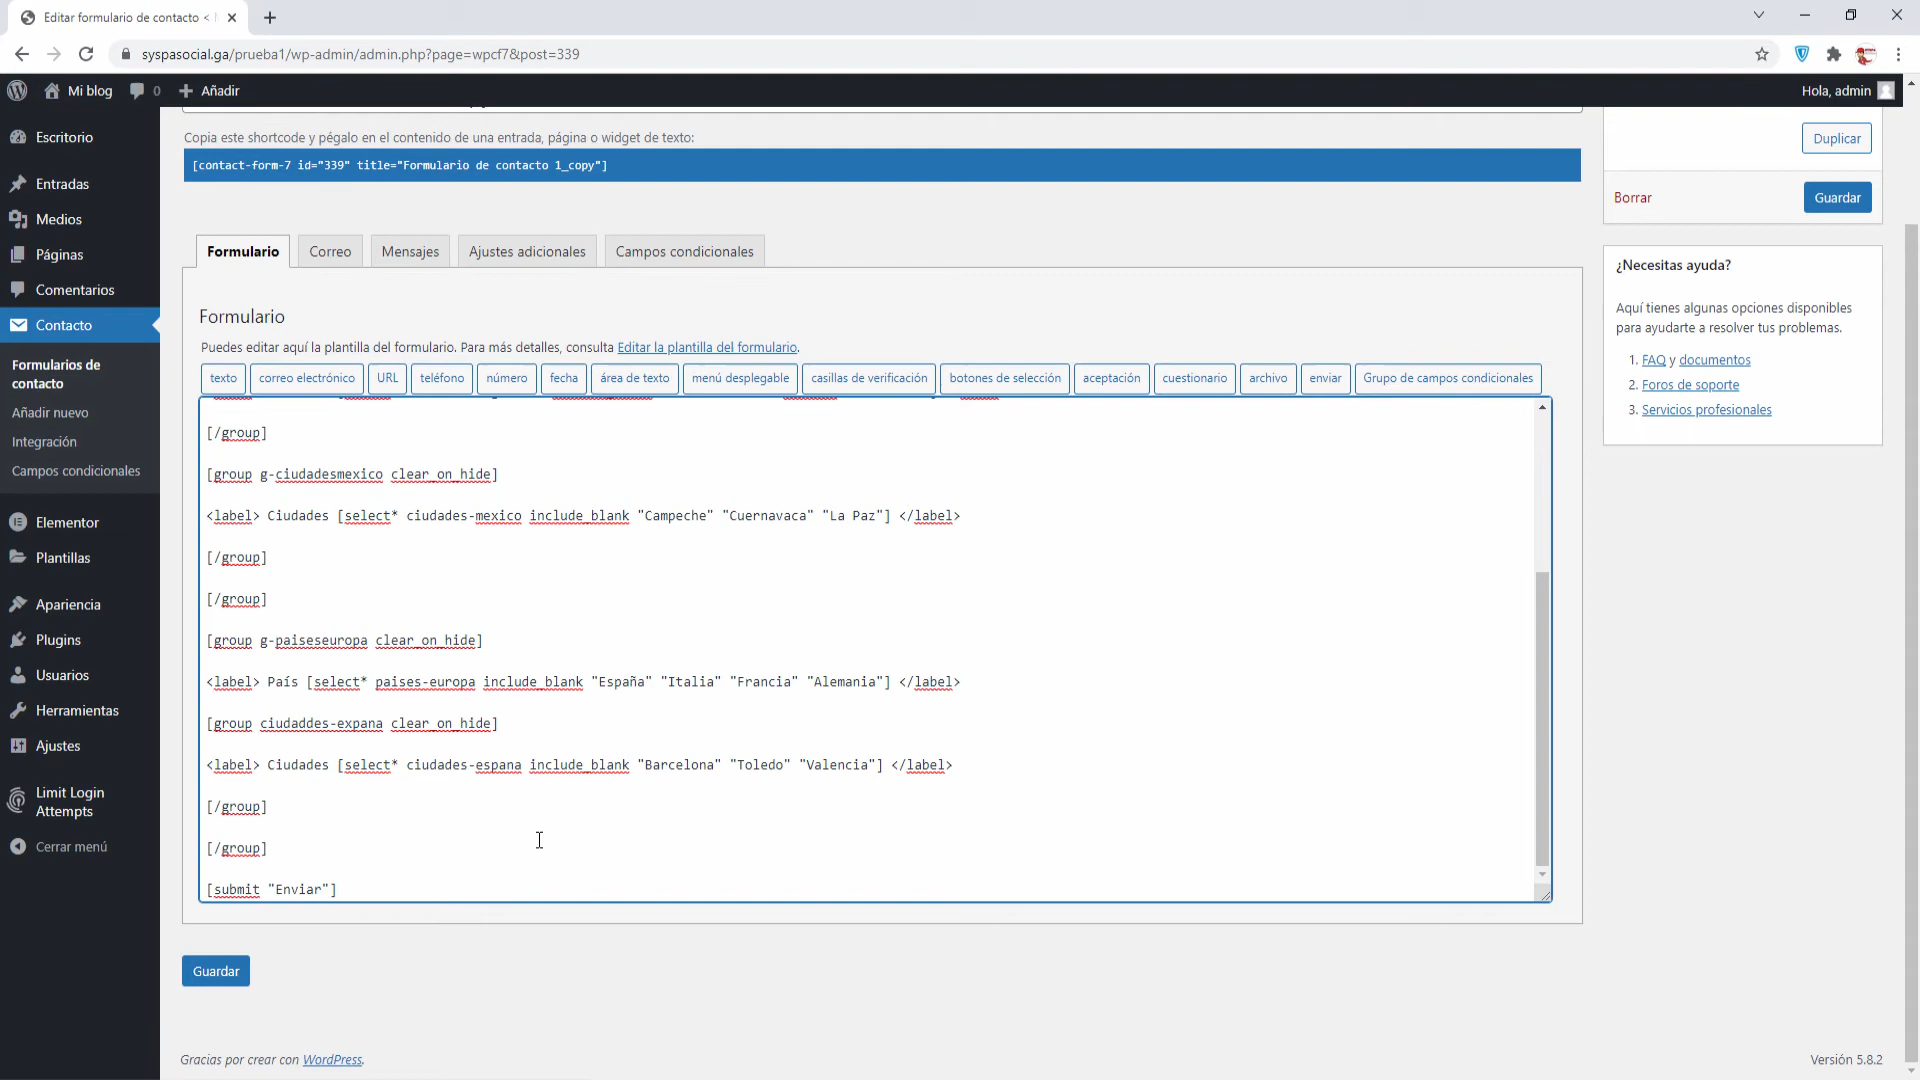 Editar formulario de contacto <
syspasocial.ga/prueba1/wp-admin/admin.php?page=wpcf7&post=339
Mi blog
0
Añadir
Hola, admin
Escritorio
Entradas
Medios
Páginas
Comentarios
Contacto
Formularios de
contacto
Añadir nuevo
Integración
Campos condicionales
Elementor
Plantillas
Apariencia
Plugins
Usuarios
Herramientas
Ajustes
Limit Login
Attempts
Cerrar menú
Copia este shortcode y pégalo en el contenido de una entrada, página o widget de texto:
[contact-form-7 id="339" title="Formulario de contacto 1_copy"]
Formulario
Correo
Mensajes
Ajustes adicionales
Campos condicionales
Formulario
Puedes editar aquí la plantilla del formulario. Para más detalles, consulta Editar la plantilla del formulario.
texto
correo electrónico
URL
teléfono
número
fecha
área de texto
menú desplegable
casillas de verificación
botones de selección
aceptación
cuestionario
archivo
enviar
Grupo de campos condicionales
[/group]
[group g-ciudadesmexico clear_on_hide]
<label> Ciudades [select* ciudades-mexico include_blank "Campeche" "Cuernavaca" "La Paz"] </label>
[/group]
[/group]
[group g-paiseseuropa clear_on_hide]
<label> País [select* paises-europa include_blank "España" "Italia" "Francia" "Alemania"] </label>
[group ciudaddes-expana clear_on_hide]
<label> Ciudades [select* ciudades-espana include_blank "Barcelona" "Toledo" "Valencia"] </label>
[/group]
[/group]
[submit "Enviar"]
Guardar
Duplicar
Borrar
Guardar
¿Necesitas ayuda?
Aquí tienes algunas opciones disponibles
para ayudarte a resolver tus problemas.
1. FAQ y documentos
2. Foros de soporte
3. Servicios profesionales
Gracias por crear con WordPress.
Versión 5.8.2